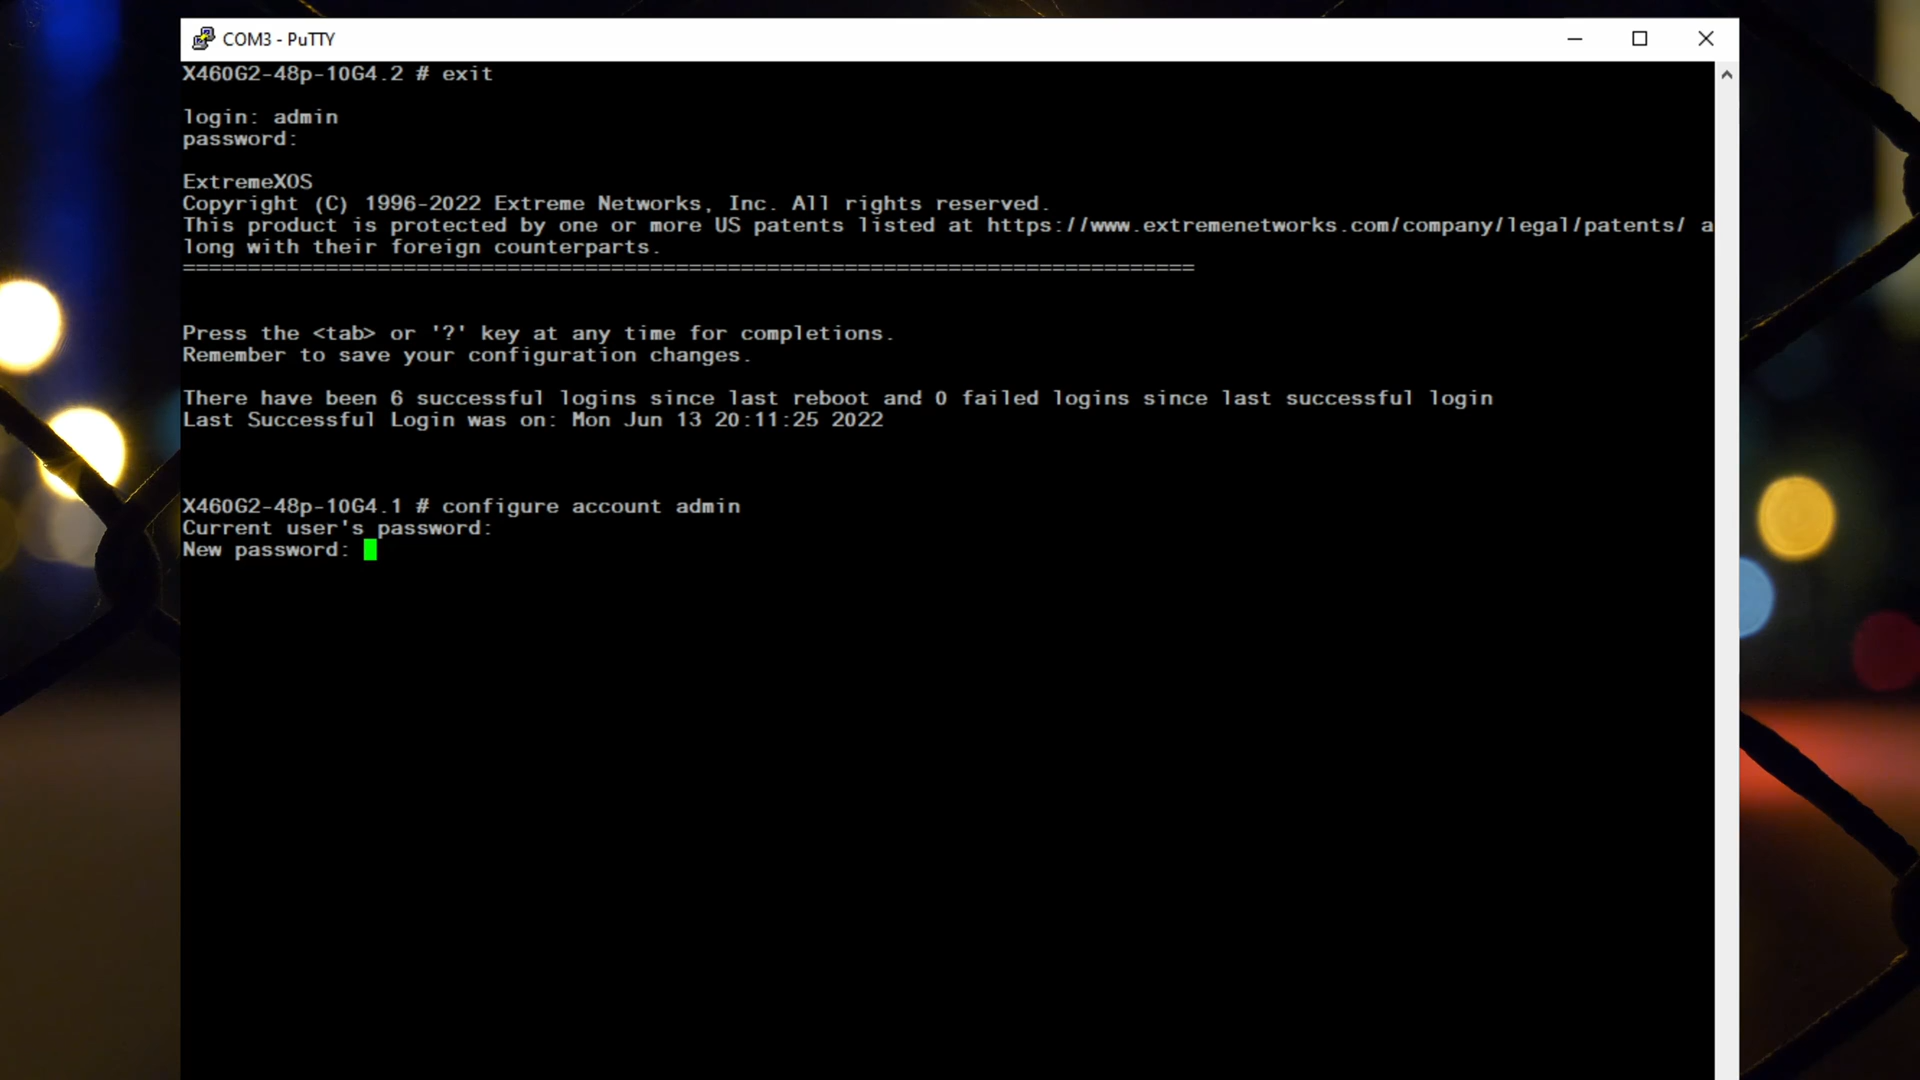 COM3 - PuTTY
X460G2-48p-10G4.2 # exit
login: admin
password:
ExtremeXOS
Copyright (C) 1996-2022 Extreme Networks, Inc. All rights reserved.
This product is protected by one or more US patents listed at https://www.extremenetworks.com/company/legal/patents/ a
long with their foreign counterparts.
==============================================================================
Press the <tab> or '?' key at any time for completions.
Remember to save your configuration changes.
There have been 6 successful logins since last reboot and 0 failed logins since last successful login
Last Successful Login was on: Mon Jun 13 20:11:25 2022
X460G2-48p-10G4.1 # configure account admin
Current user's password:
New password: